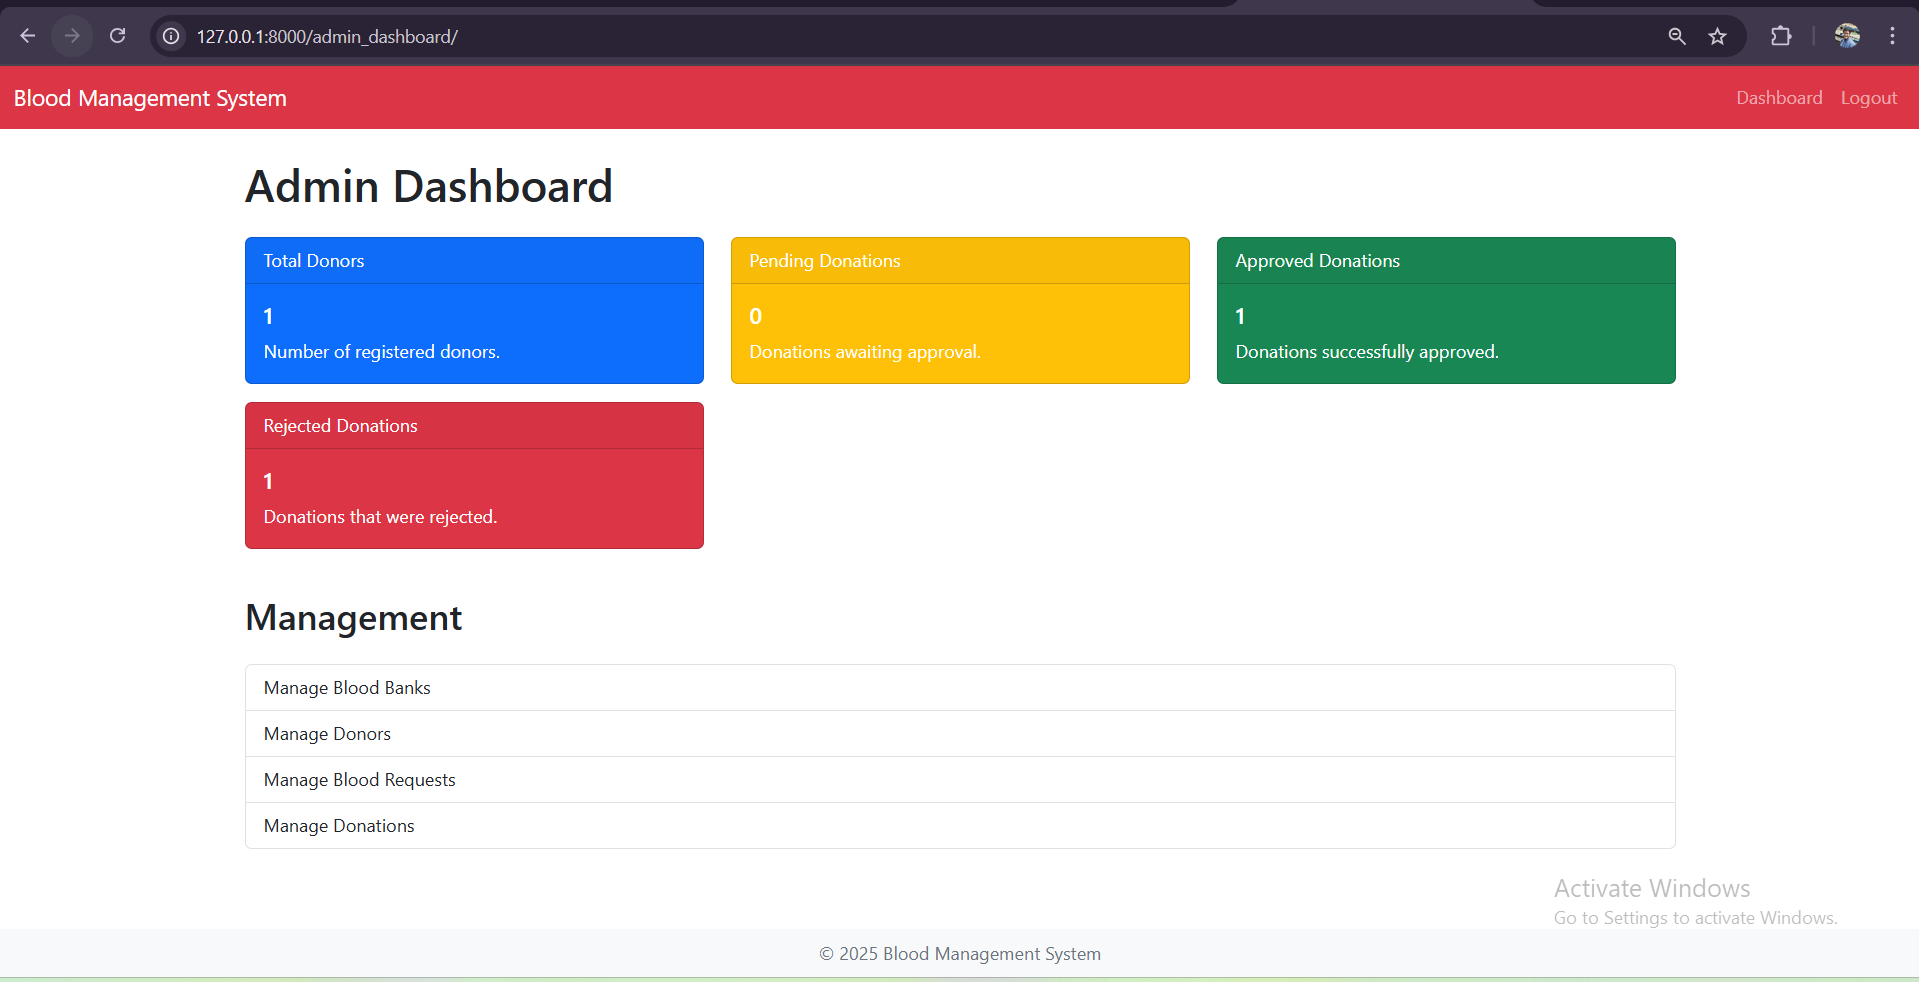 127.0.0.1:8000/admin_dashboard/
Blood Management System
Dashboard Logout
Admin Dashboard
Total Donors
1
Number of registered donors.
Pending Donations
0
Donations awaiting approval.
Approved Donations
1
Donations successfully approved.
Rejected Donations
1
Donations that were rejected.
Management
Manage Blood Banks
Manage Donors
Manage Blood Requests
Manage Donations
Activate Windows
Go to Settings to activate Windows.
© 2025 Blood Management System